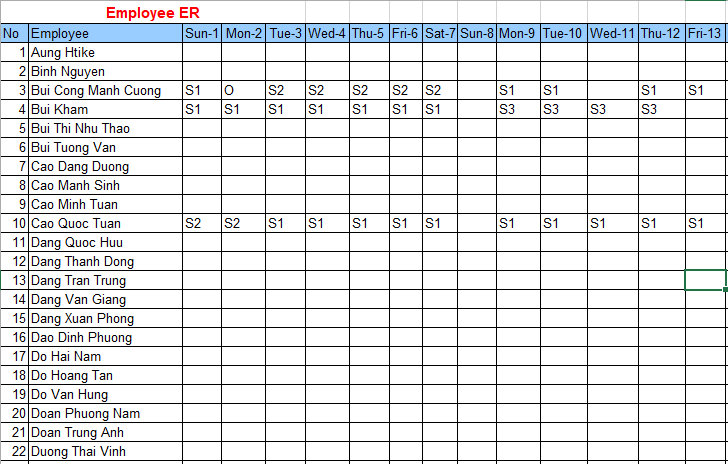 Employee ER
No Employee Sun-1 Mon-2 Tue-3 Wed-4 Thu-5 Fri-6 Sat-7 Sun-8 Mon-9 Tue-10 Wed-11 Thu-12 Fri-13
1 Aung Htike
2 Binh Nguyen
3 Bui Cong Manh Cuong S1 O S2 S2 S2 S2 S2 S1 S1 S1 S1
4 Bui Kham S1 S1 S1 S1 S1 S1 S1 S3 S3 S3 S3
5 Bui Thi Nhu Thao
6 Bui Tuong Van
7 Cao Dang Duong
8 Cao Manh Sinh
9 Cao Minh Tuan
10 Cao Quoc Tuan S2 S2 S1 S1 S1 S1 S1 S1 S1 S1 S1 S1
11 Dang Quoc Huu
12 Dang Thanh Dong
13 Dang Tran Trung
14 Dang Van Giang
15 Dang Xuan Phong
16 Dao Dinh Phuong
17 Do Hai Nam
18 Do Hoang Tan
19 Do Van Hung
20 Doan Phuong Nam
21 Doan Trung Anh
22 Duong Thai Vinh